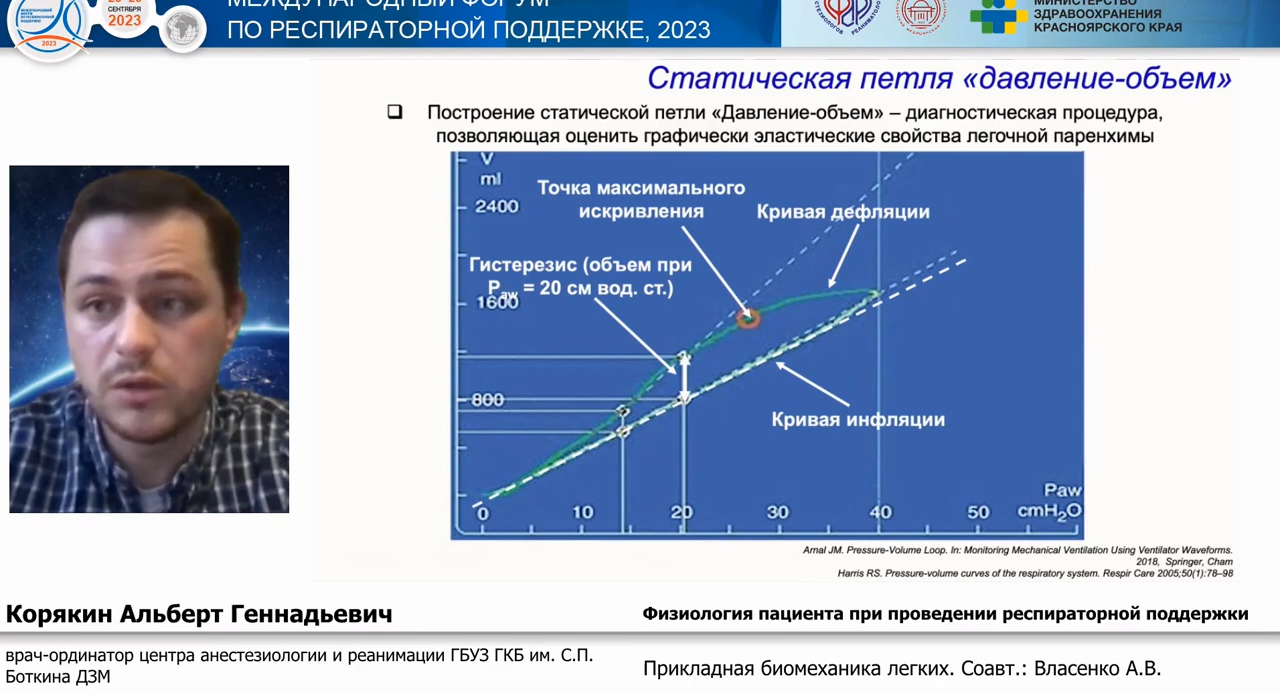 МЕЖДУНАРОДНЫЙ ФОРУМ
ПО РЕСПИРАТОРНОЙ ПОДДЕРЖКЕ, 2023
СЕНТЯБРЯ
2023
2023
МИНИСТЕРСТВО
ЗДРАВООХРАНЕНИЯ
КРАСНОЯРСКОГО КРАЯ
Статическая петля «давление-объем»
Построение статической петли «Давление-объем» – диагностическая процедура,
позволяющая оценить графически эластические свойства легочной паренхимы
V
ml
2400
1600
800
Точка максимального
искривления
Кривая дефляции
Гистерезис (объем при
Paw = 20 см вод. ст.)
Кривая инфляции
Paw
0 10 20 30 40 50 cmH2O
Arnal JM. Pressure-Volume Loop. In: Monitoring Mechanical Ventilation Using Ventilator Waveforms.
2018, Springer, Cham
Harris RS. Pressure-volume curves of the respiratory system. Respir Care 2005;50(1):78–98
Корякин Альберт Геннадьевич
Физиология пациента при проведении респираторной поддержки
врач-ординатор центра анестезиологии и реанимации ГБУЗ ГКБ им. С.П.
Боткина ДЗМ
Прикладная биомеханика легких. Соавт.: Власенко А.В.